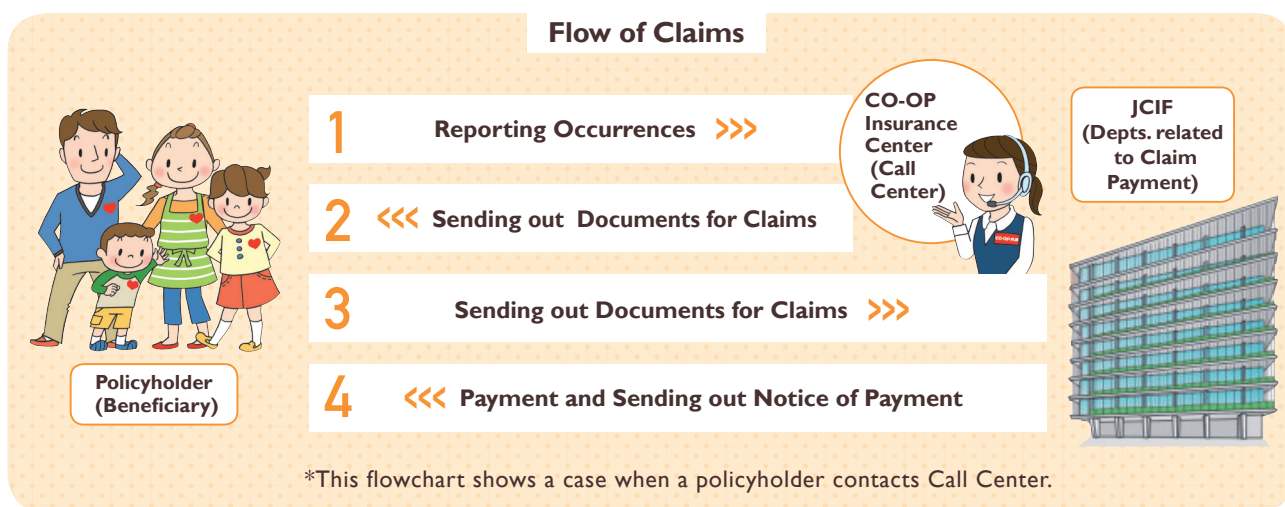 Flow of Claims
1
Reporting Occurrences >>>
CO-OP
Insurance
Center
(Call
Center)
JCIF
(Depts. related
to Claim
Payment)
2
<<< Sending out Documents for Claims
3
Sending out Documents for Claims >>>
Policyholder
(Beneficiary)
4
<<< Payment and Sending out Notice of Payment
*This flowchart shows a case when a policyholder contacts Call Center.